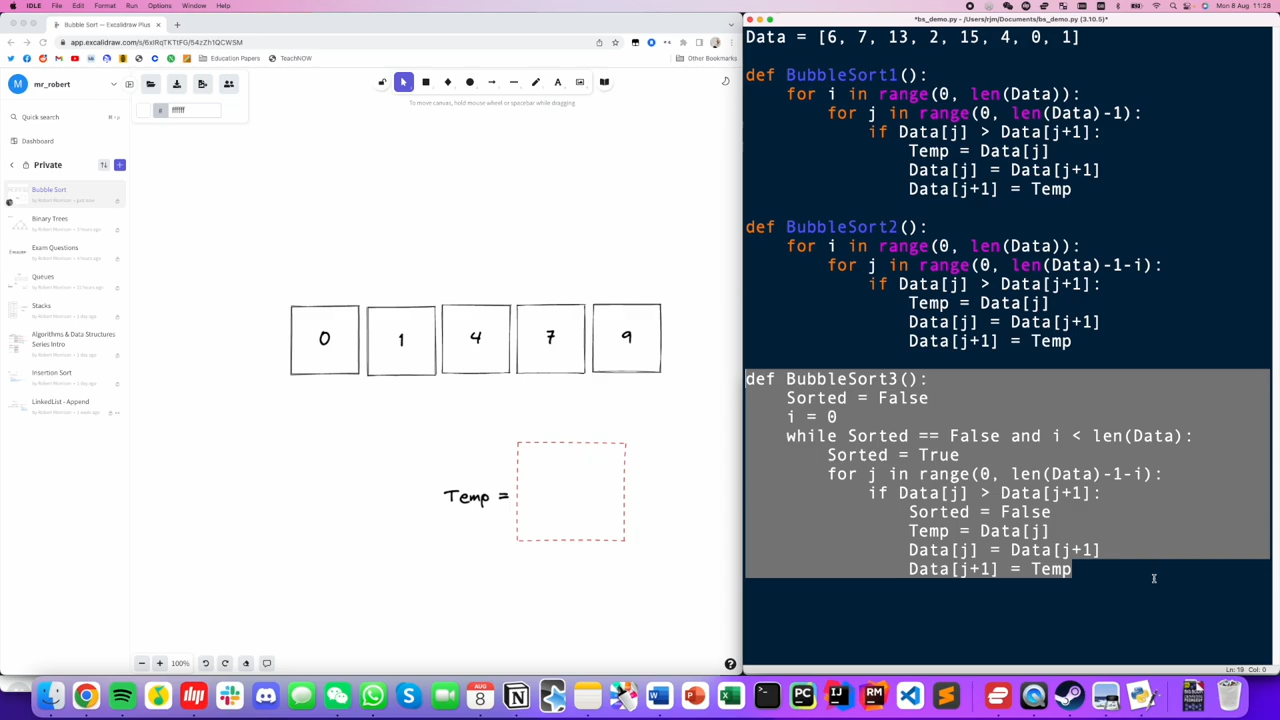 IDLE File Edit Format Run Options Window Help
Mon 8 Aug 11:28
Bubble Sort — Excalidraw Plus
*bs_demo.py - /Users/rjm/Documents/bs_demo.py (3.10.5)*
Education Papers
TeachNOW
Other Bookmarks
M mr_robert
# ffffff
To move canvas, hold mouse wheel or spacebar while drawing
Quick search
Dashboard
Private
Bubble Sort
Binary Trees
Exam Questions
Queues
Stacks
Algorithms & Data Structures
Series Intro
Insertion Sort
LinkedList - Append
0 1 4 7 9
Temp =
100%
Data = [6, 7, 13, 2, 15, 4, 0, 1]
def BubbleSort1():
for i in range(0, len(Data)):
for j in range(0, len(Data)-1):
if Data[j] > Data[j+1]:
Temp = Data[j]
Data[j] = Data[j+1]
Data[j+1] = Temp
def BubbleSort2():
for i in range(0, len(Data)):
for j in range(0, len(Data)-1-i):
if Data[j] > Data[j+1]:
Temp = Data[j]
Data[j] = Data[j+1]
Data[j+1] = Temp
def BubbleSort3():
Sorted = False
i = 0
while Sorted == False and i < len(Data):
Sorted = True
for j in range(0, len(Data)-1-i):
if Data[j] > Data[j+1]:
Sorted = False
Temp = Data[j]
Data[j] = Data[j+1]
Data[j+1] = Temp
Ln: 19 Col: 0